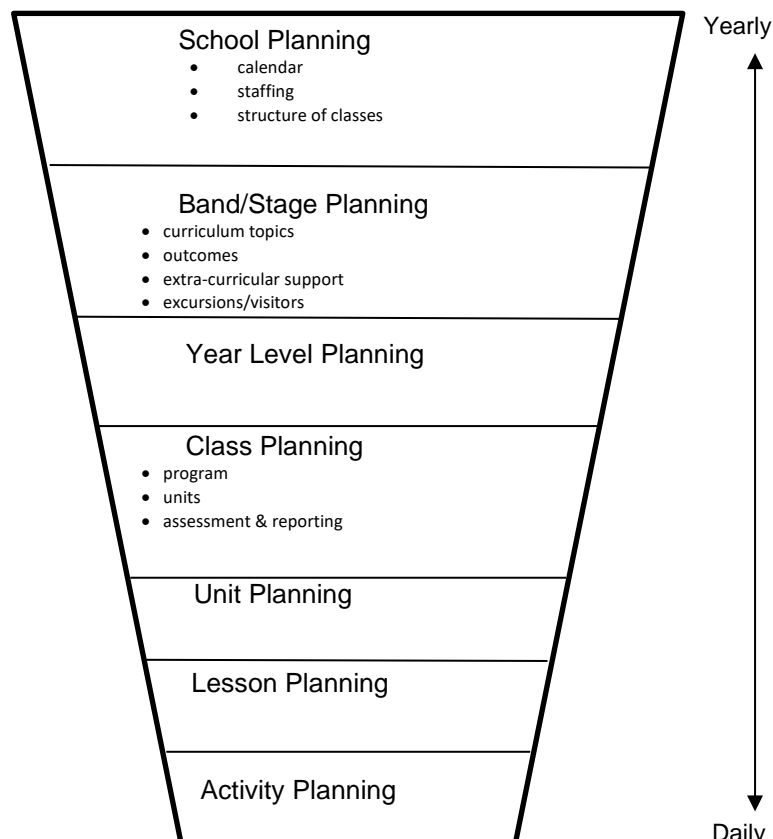 Yearly
School Planning
• calendar
• staffing
• structure of classes
Band/Stage Planning
• curriculum topics
• outcomes
• extra-curricular support
• excursions/visitors
Year Level Planning
Class Planning
• program
• units
• assessment & reporting
Unit Planning
Lesson Planning
Activity Planning
Daily